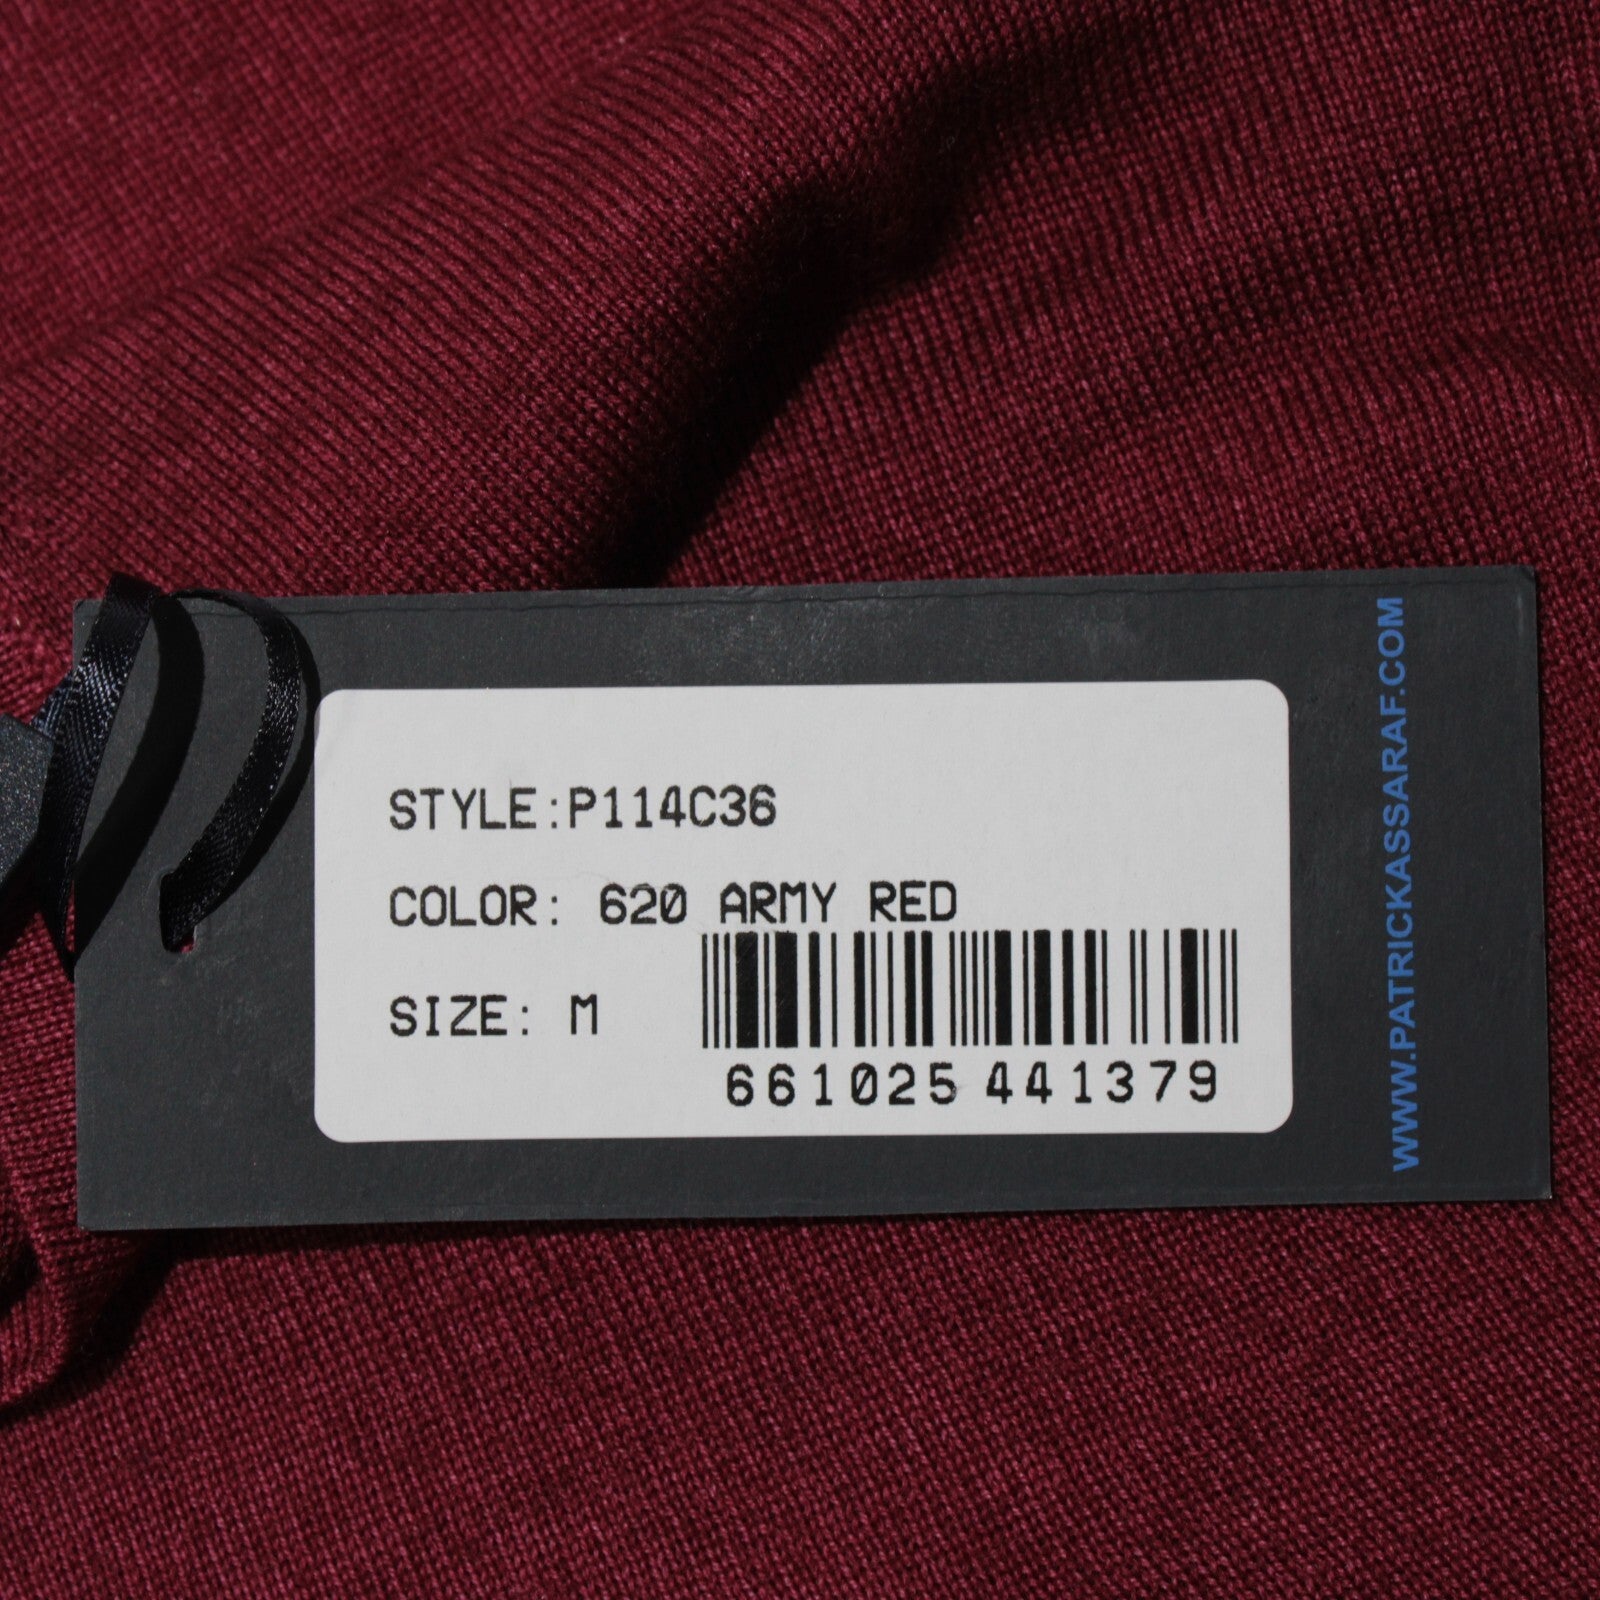 STYLE:P114C36
COLOR: 620 ARMY RED
SIZE: M
661025 441379
WWW.PATRICKASSARAF.COM